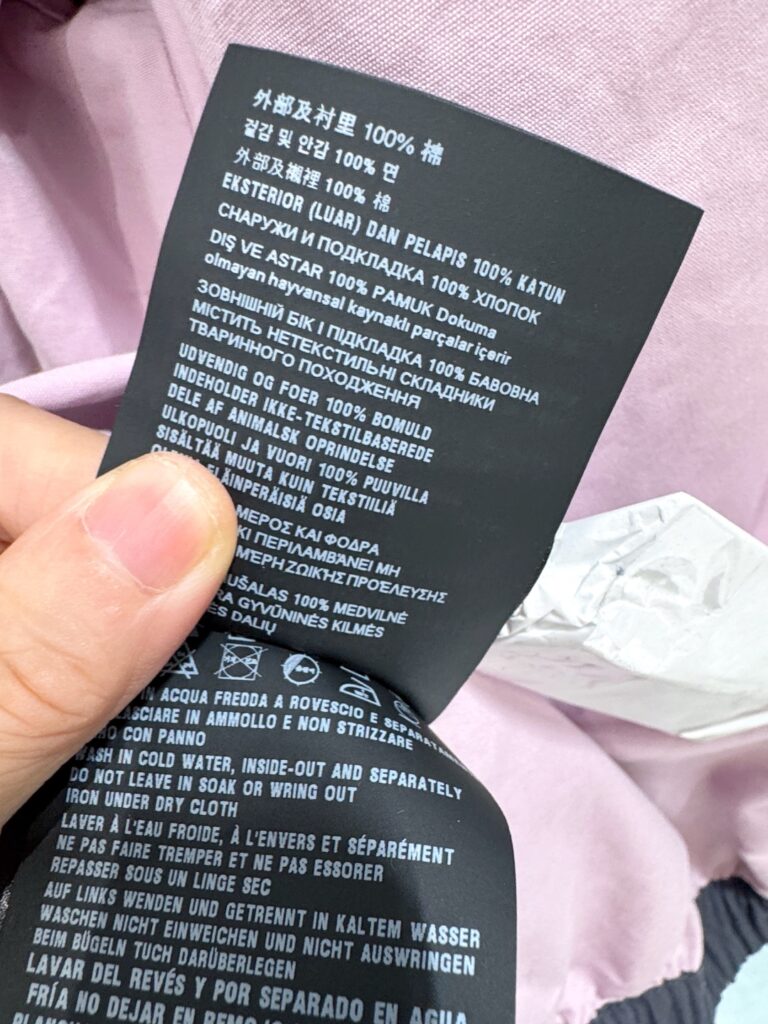 外部及衬里 100% 棉
겉감 및 안감 100% 면
外部及襯裡 100% 棉
EKSTERIOR (LUAR) DAN PELAPIS 100% KATUN
СНАРУЖИ И ПОДКЛАДКА 100% ХЛОПОК
DIŞ VE ASTAR 100% PAMUK Dokuma
olmayan hayvansal kaynaklı parçalar içerir
ЗОВНІШНІЙ БІК І ПІДКЛАДКА 100% БАВОВНА
МІСТИТЬ НЕТЕКСТИЛЬНІ СКЛАДНИКИ
ТВАРИННОГО ПОХОДЖЕННЯ
UDVENDIG OG FOER 100% BOMULD
INDEHOLDER IKKE-TEKSTILBASEREDE
DELE AF ANIMALSK OPRINDELSE
ULKOPUOLI JA VUORI 100% PUUVILLA
SISÄLTÄÄ MUUTA KUIN TEKSTIILIÄ
OSIA
ΜΕΡΟΣ ΚΑΙ ΦΟΔΡΑ
ΠΕΡΙΛΑΜΒΑΝΕΙ ΜΗ
ΜΕΡΗ ΖΩΙΚΗΣ ΠΡΟΕΛΕΥΣΗΣ
100% MEDVILNĖ
GYVŪNINĖS KILMĖS
DALIŲ
IN ACQUA FREDDA A ROVESCIO E SEPARATAMENTE
LASCIARE IN AMMOLLO E NON STRIZZARE
CON PANNO
WASH IN COLD WATER, INSIDE-OUT AND SEPARATELY
DO NOT LEAVE IN SOAK OR WRING OUT
IRON UNDER DRY CLOTH
LAVER À L'EAU FROIDE, À L'ENVERS ET SÉPARÉMENT
NE PAS FAIRE TREMPER ET NE PAS ESSORER
REPASSER SOUS UN LINGE SEC
AUF LINKS WENDEN UND GETRENNT IN KALTEM WASSER
WASCHEN NICHT EINWEICHEN UND NICHT AUSWRINGEN
BEIM BÜGELN TUCH DARÜBERLEGEN
LAVAR DEL REVÉS Y POR SEPARADO EN AGUA
FRÍA NO DEJAR EN REMO